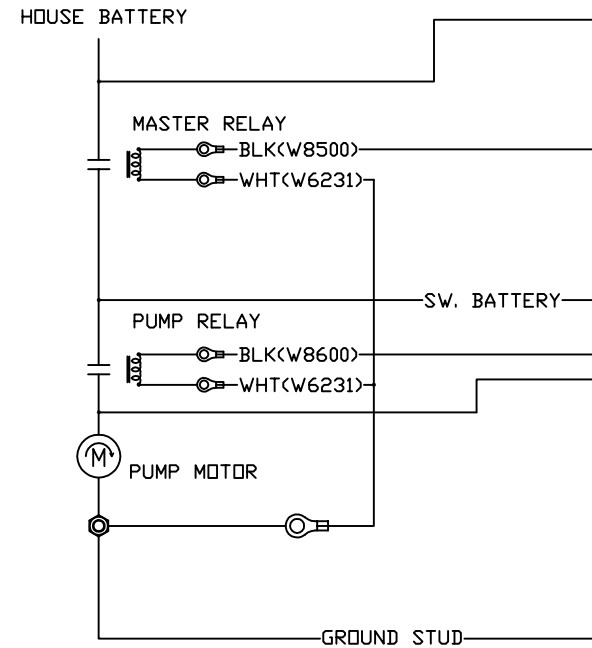 HOUSE BATTERY
MASTER RELAY
BLK(W8500)
WHT(W6231)
SW. BATTERY
PUMP RELAY
BLK(W8600)
WHT(W6231)
M
PUMP MOTOR
GROUND STUD